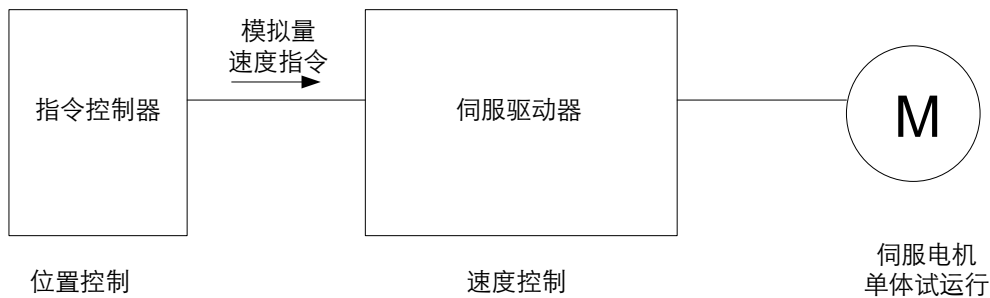 模拟量
速度指令
指令控制器
伺服驱动器
M
位置控制
速度控制
伺服电机
单体试运行